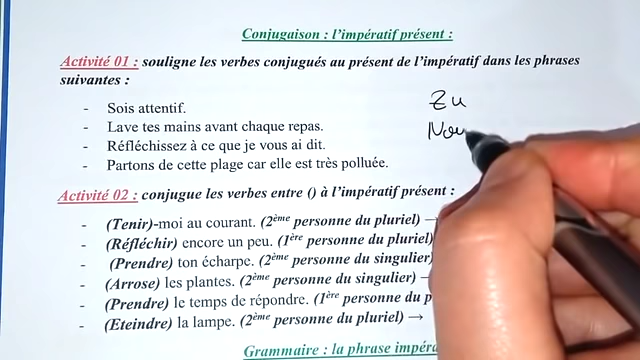 Conjugaison : l'impératif présent :
Activité 01 : souligne les verbes conjugués au présent de l'impératif dans les phrases
suivantes :
- Sois attentif.
- Lave tes mains avant chaque repas.
- Réfléchissez à ce que je vous ai dit.
- Partons de cette plage car elle est très polluée.
Zu
Nou
Activité 02 : conjugue les verbes entre () à l'impératif présent :
- (Tenir)-moi au courant. (2ème personne du pluriel) →
- (Réfléchir) encore un peu. (1ère personne du pluriel)
- (Prendre) ton écharpe. (2ème personne du singulier)
- (Arrose) les plantes. (2ème personne du singulier) →
- (Prendre) le temps de répondre. (1ère personne du p
- (Eteindre) la lampe. (2ème personne du pluriel) →
Grammaire : la phrase impéra